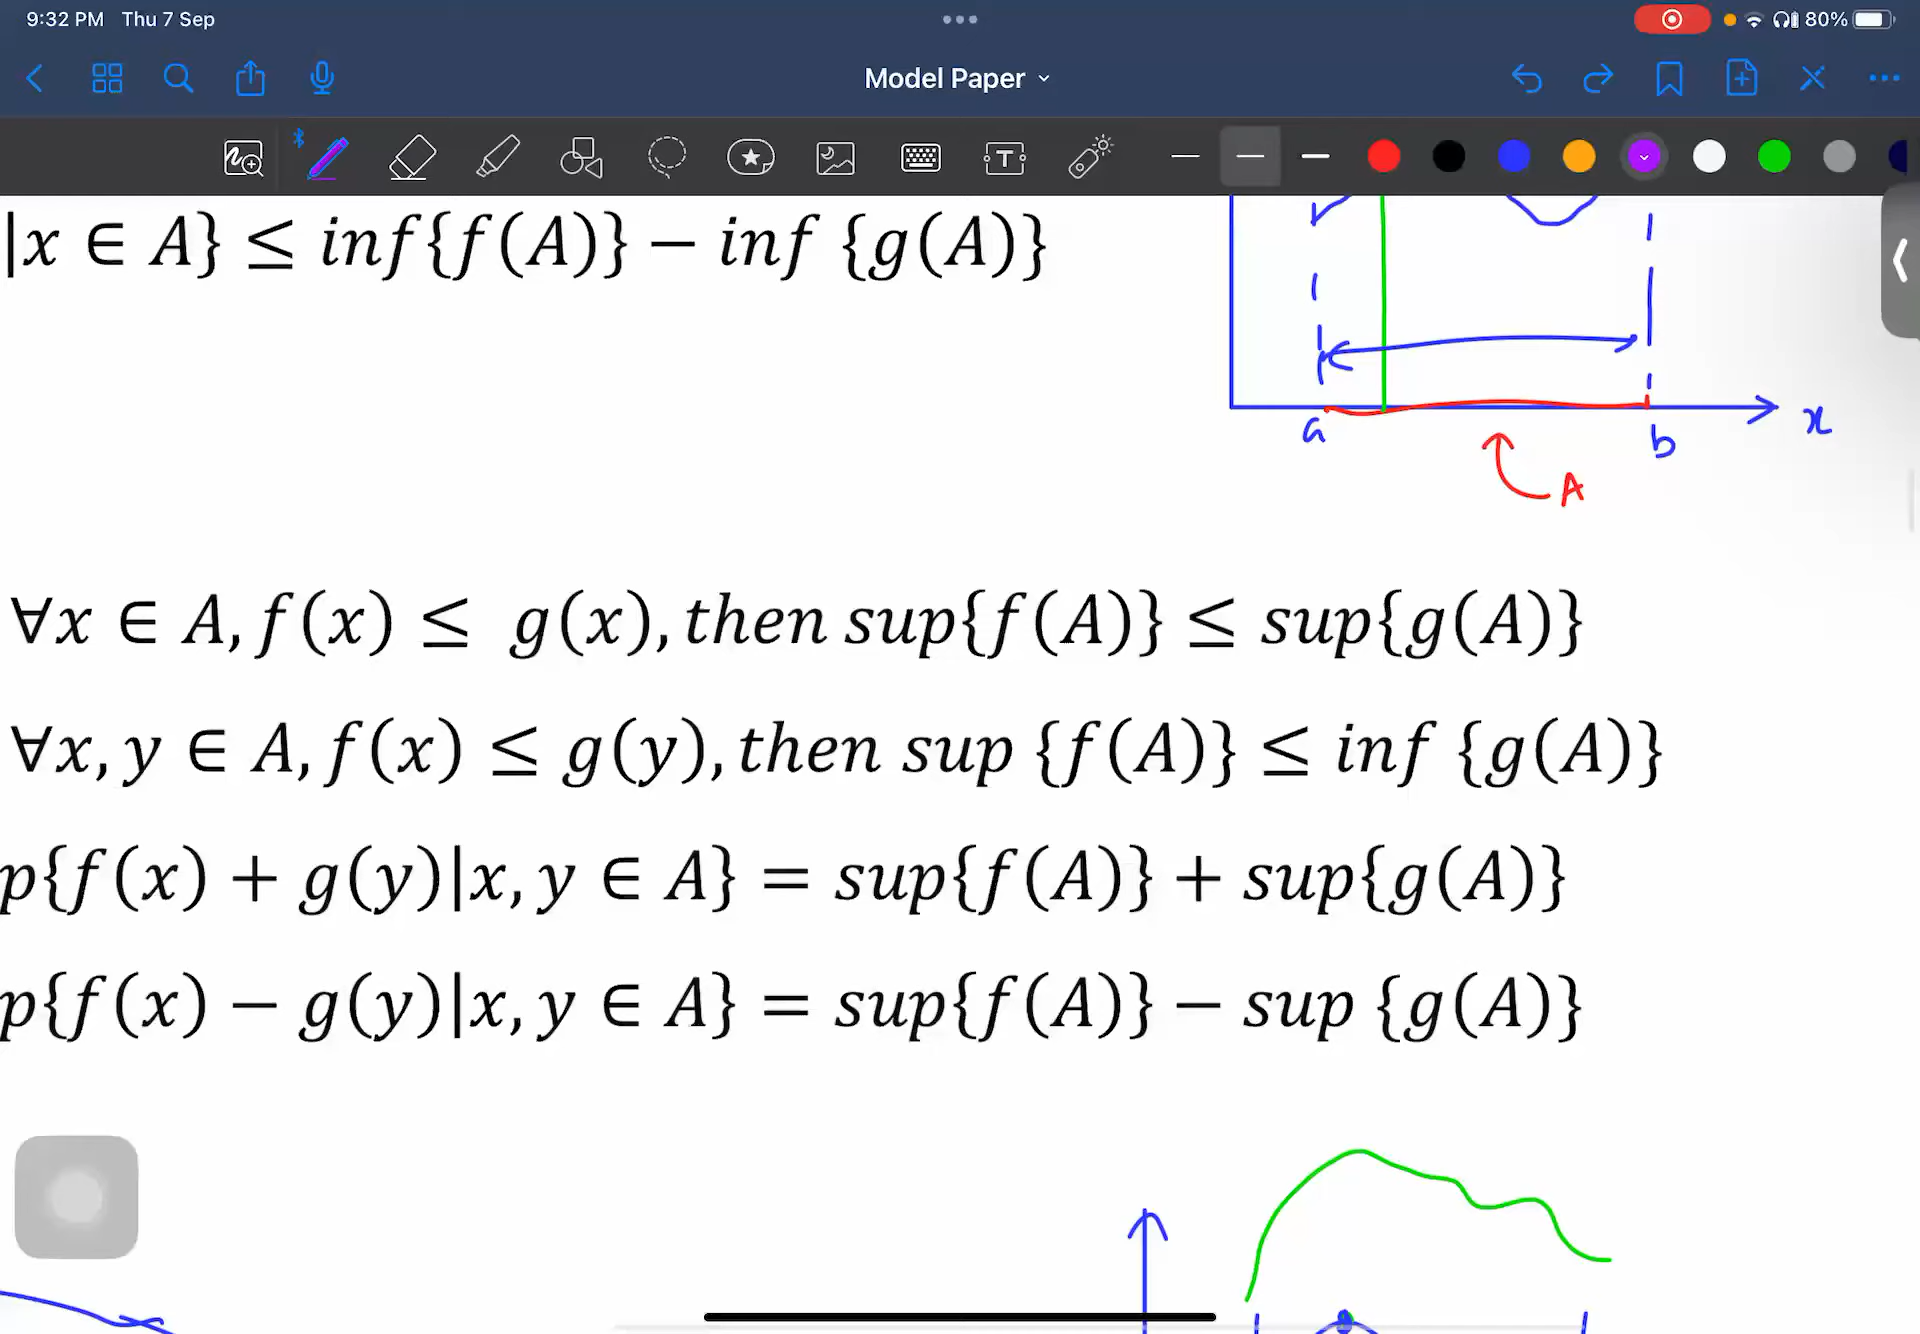 9:32 PM Thu 7 Sep
80%
Model Paper
T
|x ∈ A} ≤ inf{f(A)} − inf {g(A)}
a
b
x
A
∀x ∈ A, f(x) ≤ g(x), then sup{f(A)} ≤ sup{g(A)}
∀x, y ∈ A, f(x) ≤ g(y), then sup {f(A)} ≤ inf {g(A)}
p{f(x) + g(y)|x, y ∈ A} = sup{f(A)} + sup{g(A)}
p{f(x) − g(y)|x, y ∈ A} = sup{f(A)} − sup {g(A)}